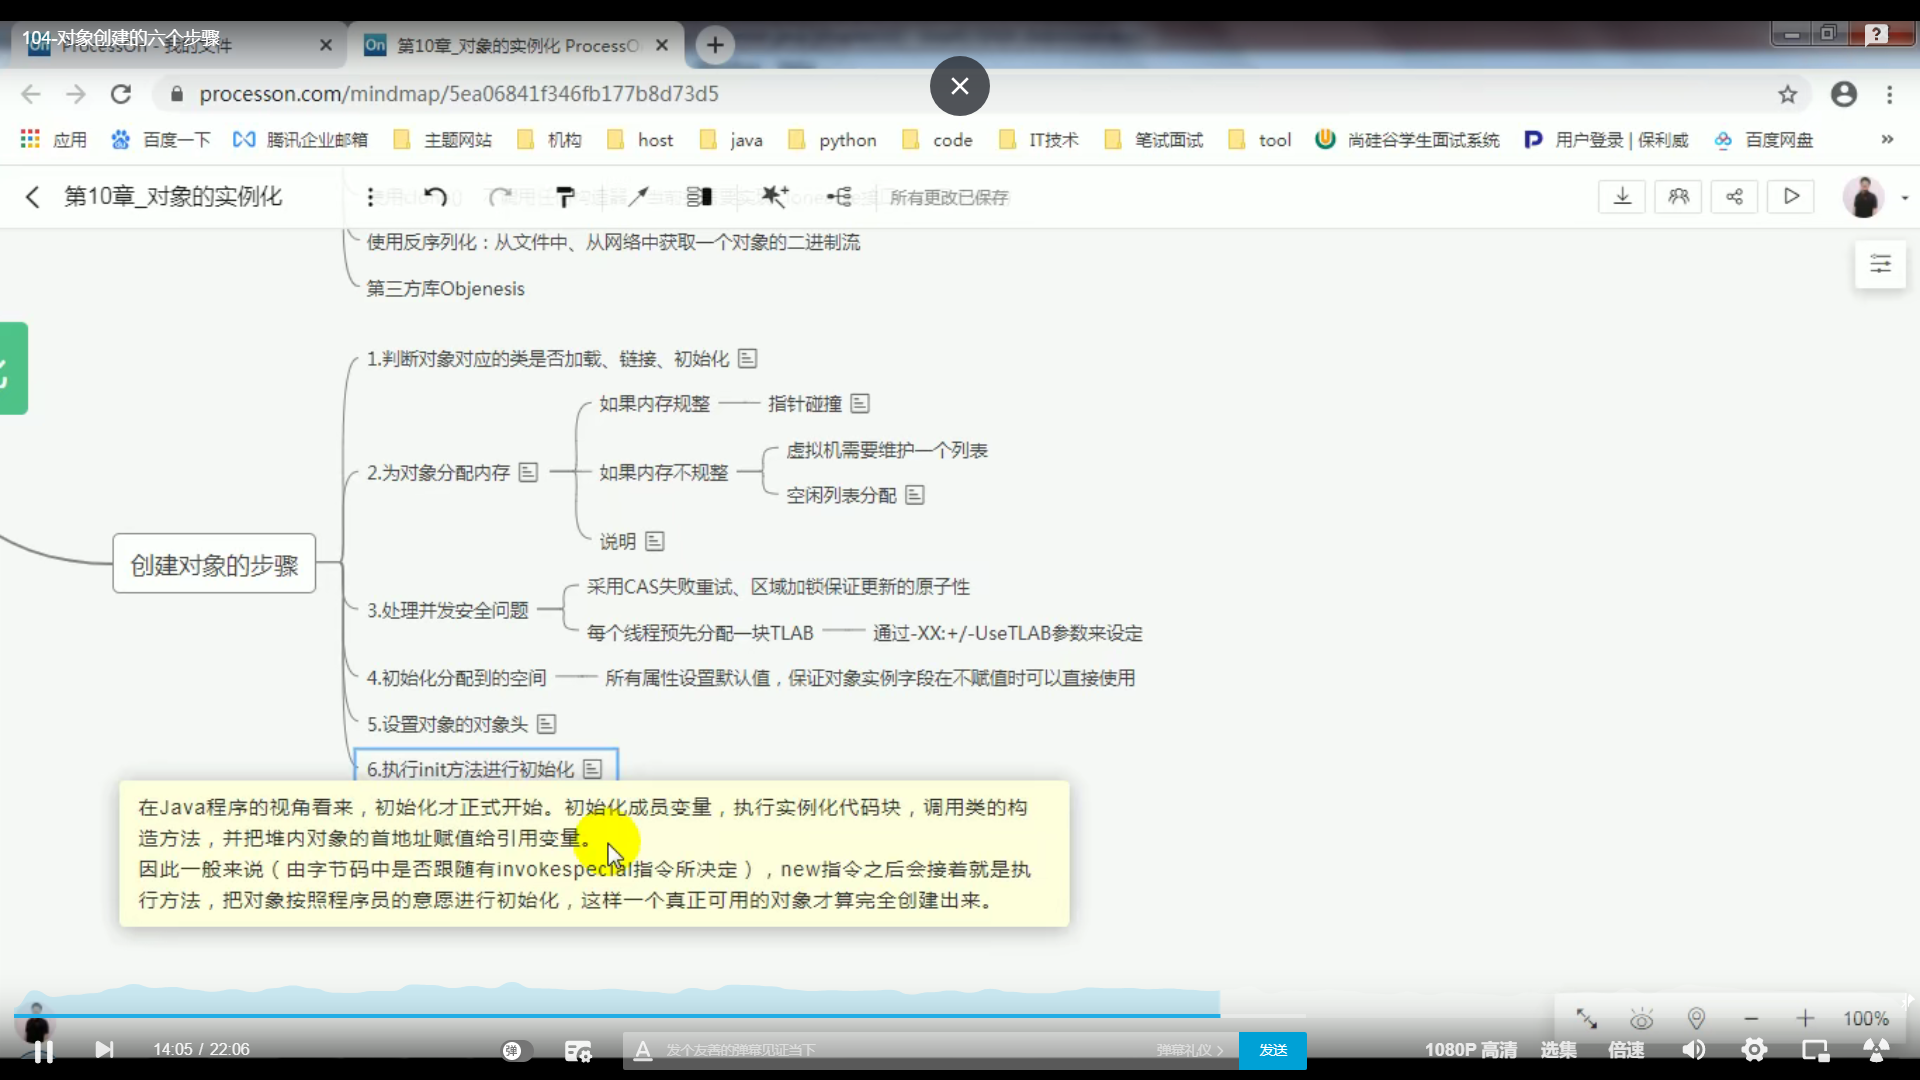 104-对象创建的六个步骤
ProcessOn - 我的文件
On 第10章_对象的实例化 ProcessO
processon.com/mindmap/5ea06841f346fb177b8d73d5
应用 百度一下 腾讯企业邮箱 主题网站 机构 host java python code IT技术 笔试面试 tool 尚硅谷学生面试系统 用户登录 | 保利威 百度网盘 »
第10章_对象的实例化
所有更改已保存
使用反序列化：从文件中、从网络中获取一个对象的二进制流
第三方库Objenesis
创建对象的步骤
1.判断对象对应的类是否加载、链接、初始化
2.为对象分配内存
如果内存规整
指针碰撞
如果内存不规整
虚拟机需要维护一个列表
空闲列表分配
说明
3.处理并发安全问题
采用CAS失败重试、区域加锁保证更新的原子性
每个线程预先分配一块TLAB
通过-XX:+/-UseTLAB参数来设定
4.初始化分配到的空间
所有属性设置默认值，保证对象实例字段在不赋值时可以直接使用
5.设置对象的对象头
6.执行init方法进行初始化
在Java程序的视角看来，初始化才正式开始。初始化成员变量，执行实例化代码块，调用类的构
造方法，并把堆内对象的首地址赋值给引用变量。
因此一般来说（由字节码中是否跟随有invokespecial指令所决定），new指令之后会接着就是执
行方法，把对象按照程序员的意愿进行初始化，这样一个真正可用的对象才算完全创建出来。
100%
14:05 / 22:06
弹
发个友善的弹幕见证当下
弹幕礼仪 >
发送
1080P 高清 选集 倍速